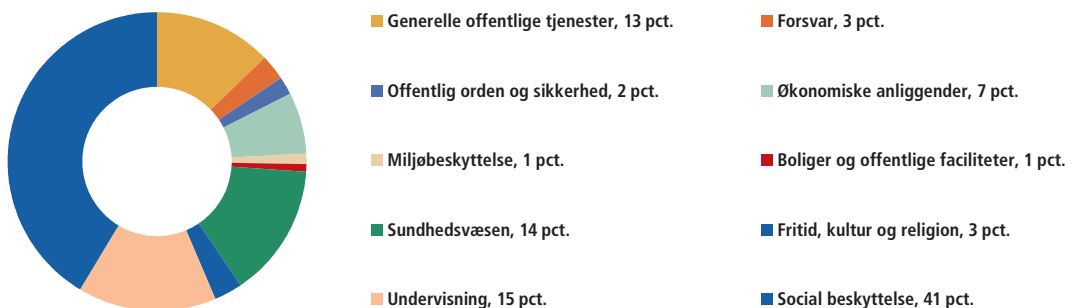 Generelle offentlige tjenester, 13 pct.
Forsvar, 3 pct.
Offentlig orden og sikkerhed, 2 pct.
Økonomiske anliggender, 7 pct.
Miljøbeskyttelse, 1 pct.
Boliger og offentlige faciliteter, 1 pct.
Sundhedsvæsen, 14 pct.
Fritid, kultur og religion, 3 pct.
Undervisning, 15 pct.
Social beskyttelse, 41 pct.